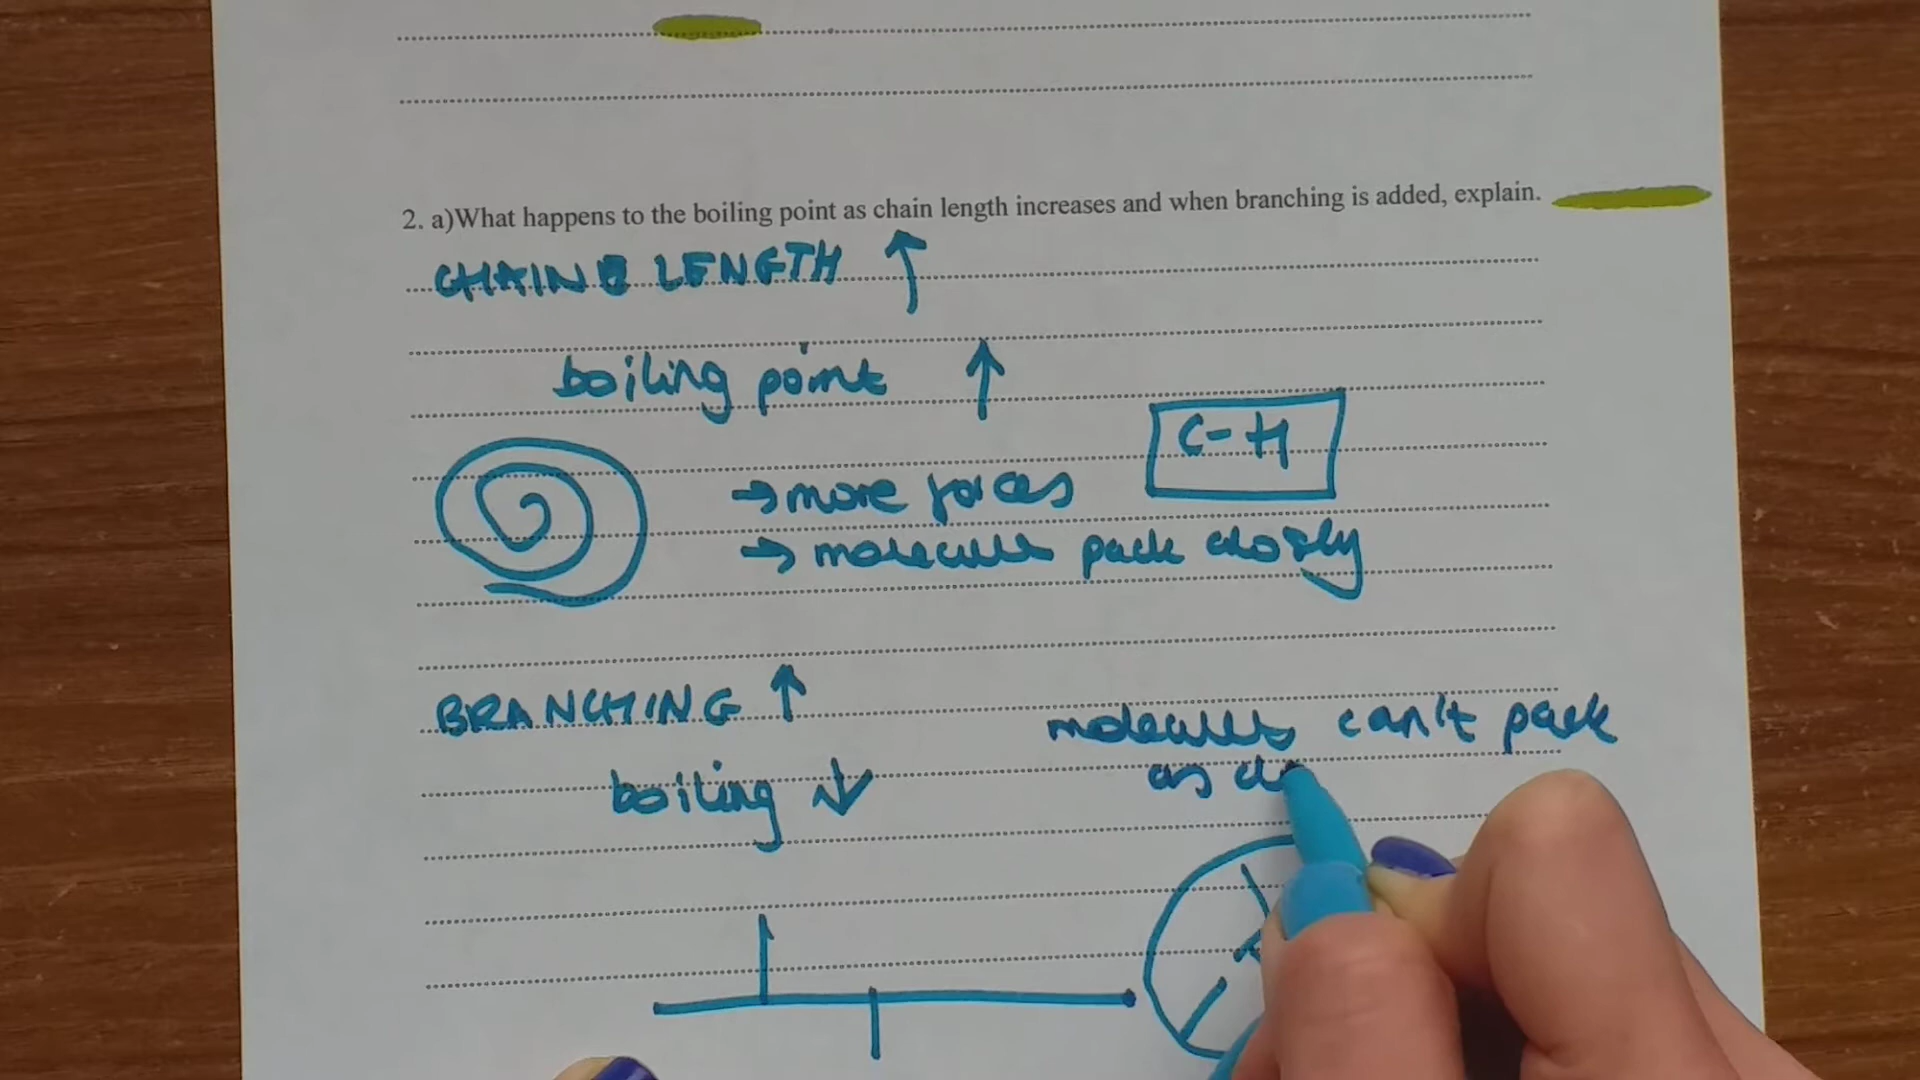 2. a)What happens to the boiling point as chain length increases and when branching is added, explain.
CHAIN LENGTH ↑
boiling point ↑
C-H
→ more forces
→ molecules pack closely
BRANCHING ↑
boiling ↓
molecules can't pack
as